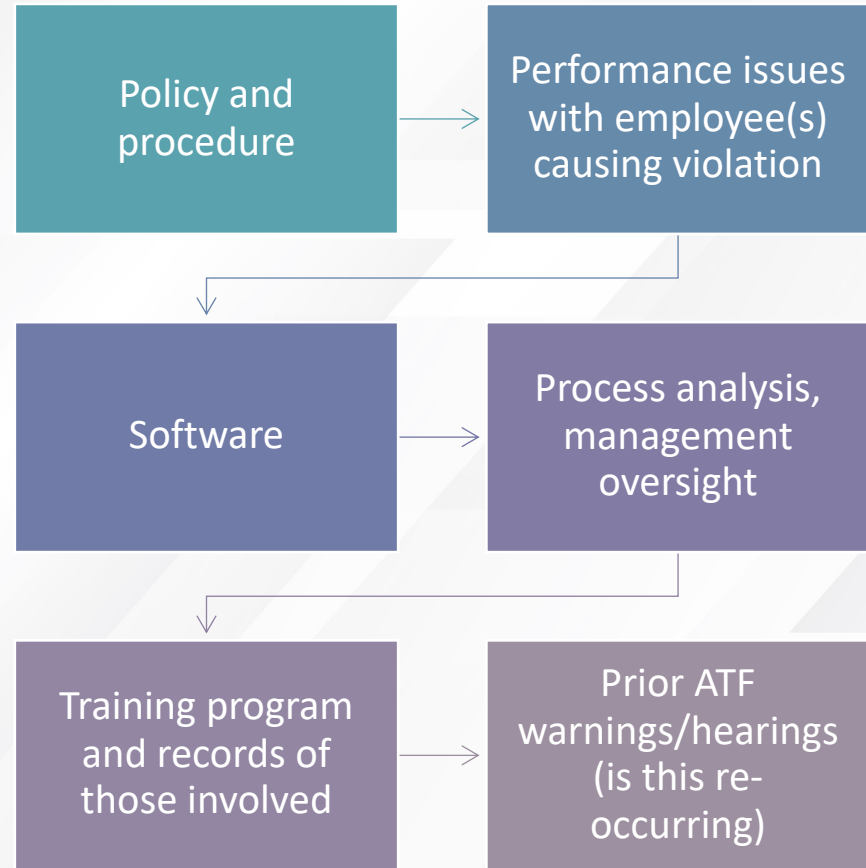 Policy and
procedure
Performance issues
with employee(s)
causing violation
Software
Process analysis,
management
oversight
Training program
and records of
those involved
Prior ATF
warnings/hearings
(is this re-
occurring)